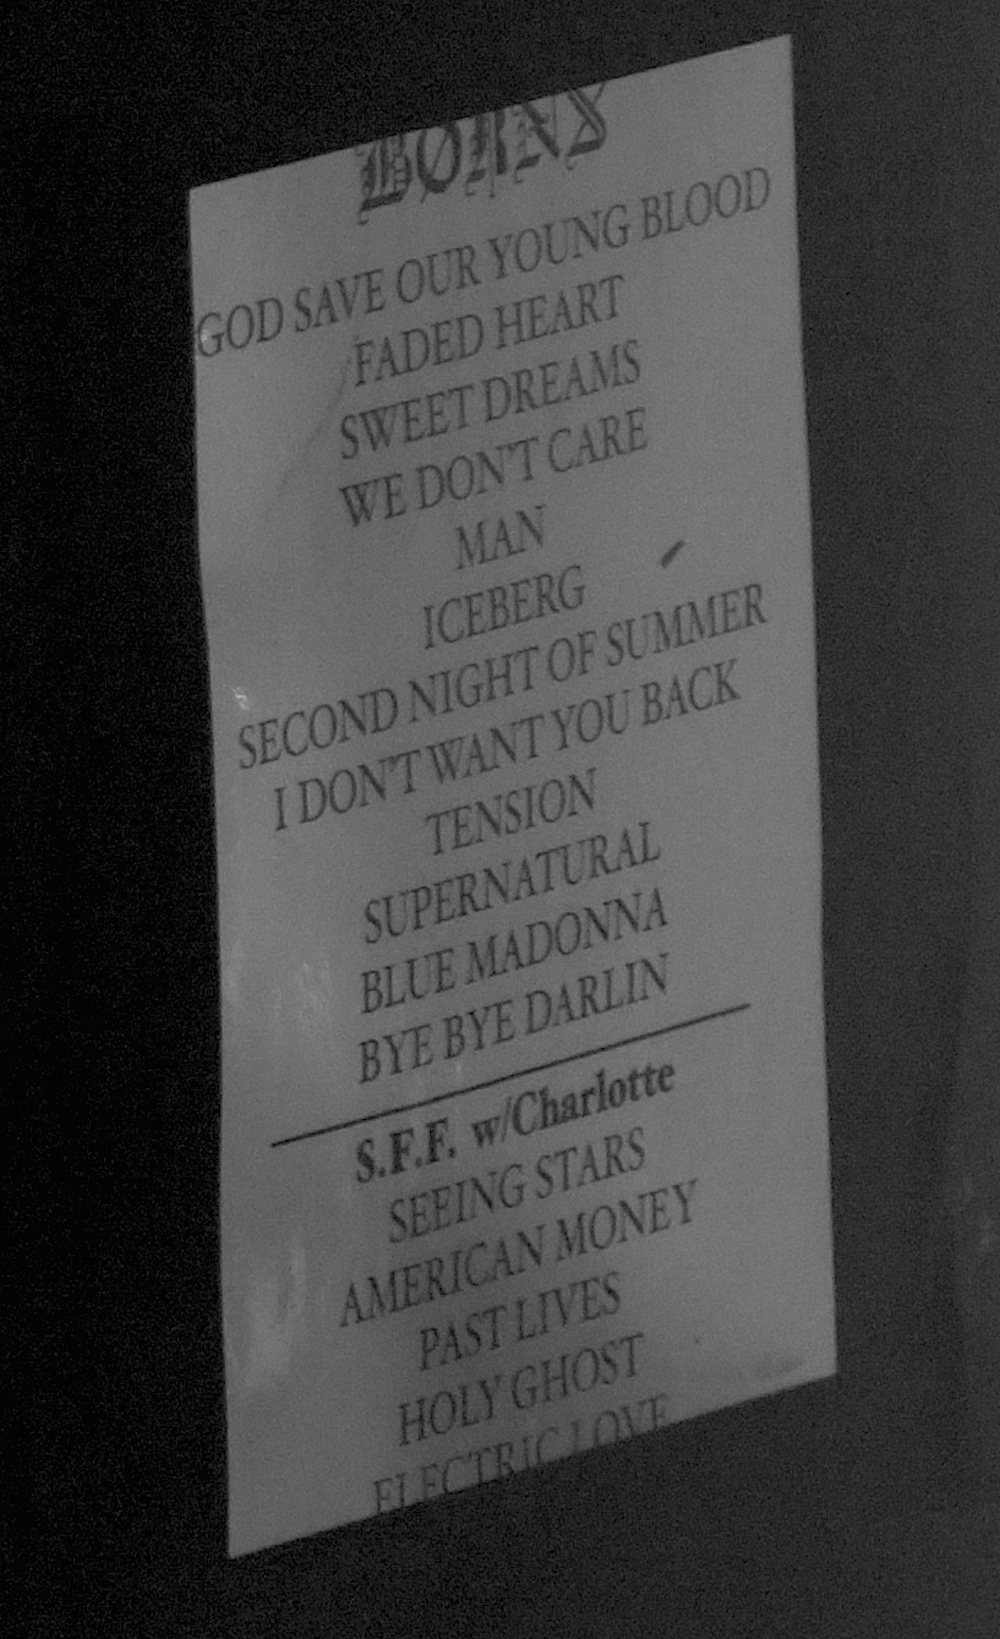 BØRNS
GOD SAVE OUR YOUNG BLOOD
FADED HEART
SWEET DREAMS
WE DON'T CARE
MAN
ICEBERG
SECOND NIGHT OF SUMMER
I DON'T WANT YOU BACK
TENSION
SUPERNATURAL
BLUE MADONNA
BYE BYE DARLIN
S.F.F. w/Charlotte
SEEING STARS
AMERICAN MONEY
PAST LIVES
HOLY GHOST
ELECTRIC LOVE